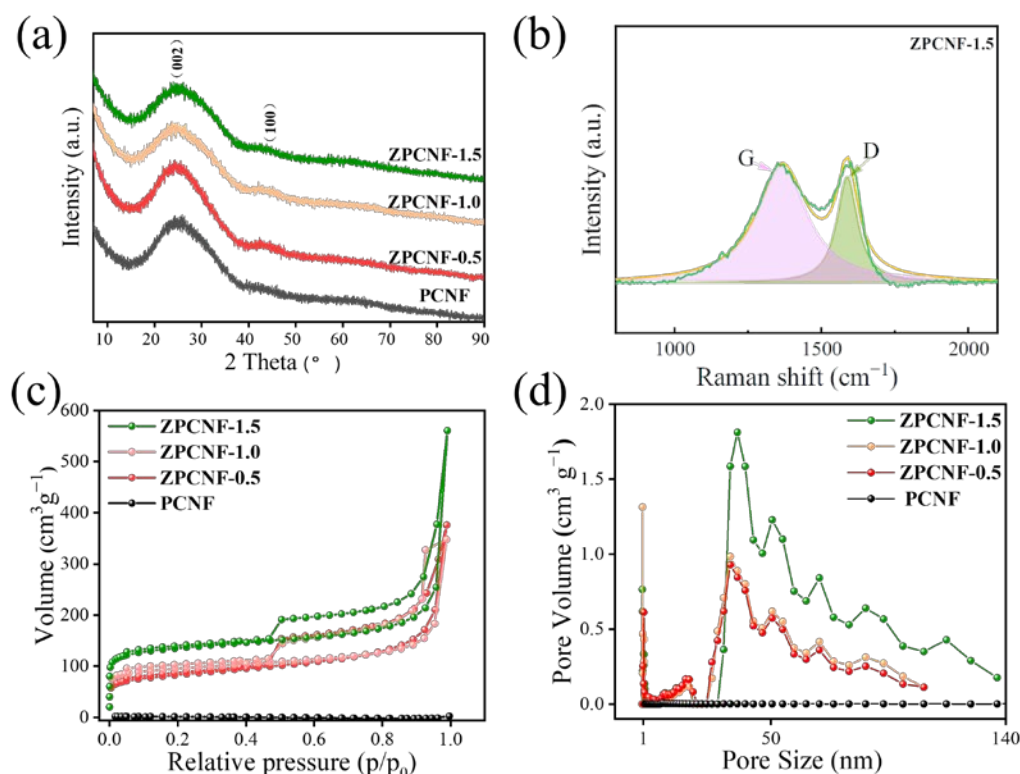 (a)
(002)
(100)
ZPCNF-1.5
ZPCNF-1.0
ZPCNF-0.5
PCNF
Intensity (a.u.)
10 20 30 40 50 60 70 80 90
2 Theta (°)
(b)
ZPCNF-1.5
G
D
Intensity (a.u.)
1000 1500 2000
Raman shift (cm⁻¹)
(c)
600
500
400
300
200
100
0
ZPCNF-1.5
ZPCNF-1.0
ZPCNF-0.5
PCNF
Volume (cm³ g⁻¹)
0.0 0.2 0.4 0.6 0.8 1.0
Relative pressure (p/p₀)
(d)
2.0
1.5
1.0
0.5
0.0
ZPCNF-1.5
ZPCNF-1.0
ZPCNF-0.5
PCNF
Pore Volume (cm³ g⁻¹)
1 50 140
Pore Size (nm)